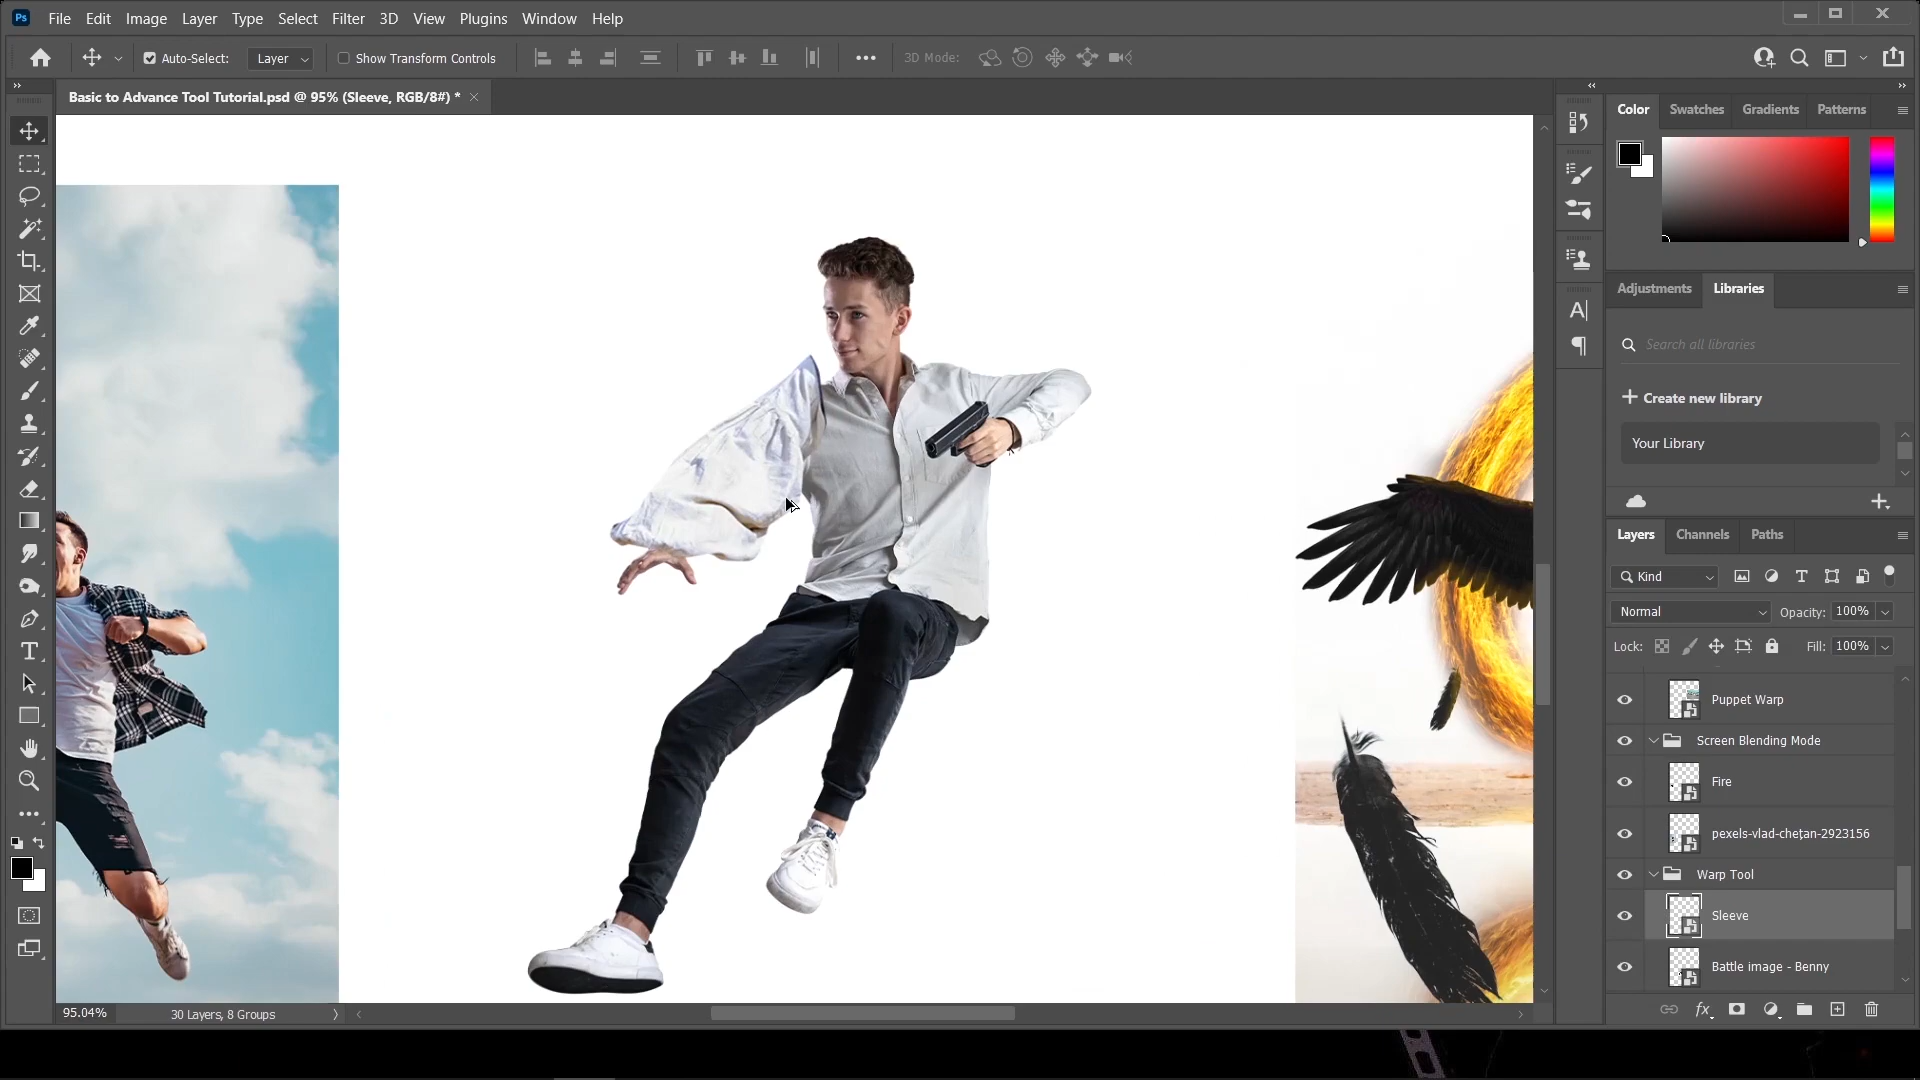 Ps File Edit Image Layer Type Select Filter 3D View Plugins Window Help
Auto-Select: Layer Show Transform Controls 3D Mode:
Basic to Advance Tool Tutorial.psd @ 95% (Sleeve, RGB/8#) *
Color Swatches Gradients Patterns
Adjustments Libraries
Search all libraries
Create new library
Your Library
Layers Channels Paths
Kind
Normal Opacity: 100%
Lock: Fill: 100%
Puppet Warp
Screen Blending Mode
Fire
pexels-vlad-chețan-2923156
Warp Tool
Sleeve
Battle image - Benny
95.04% 30 Layers, 8 Groups
fx